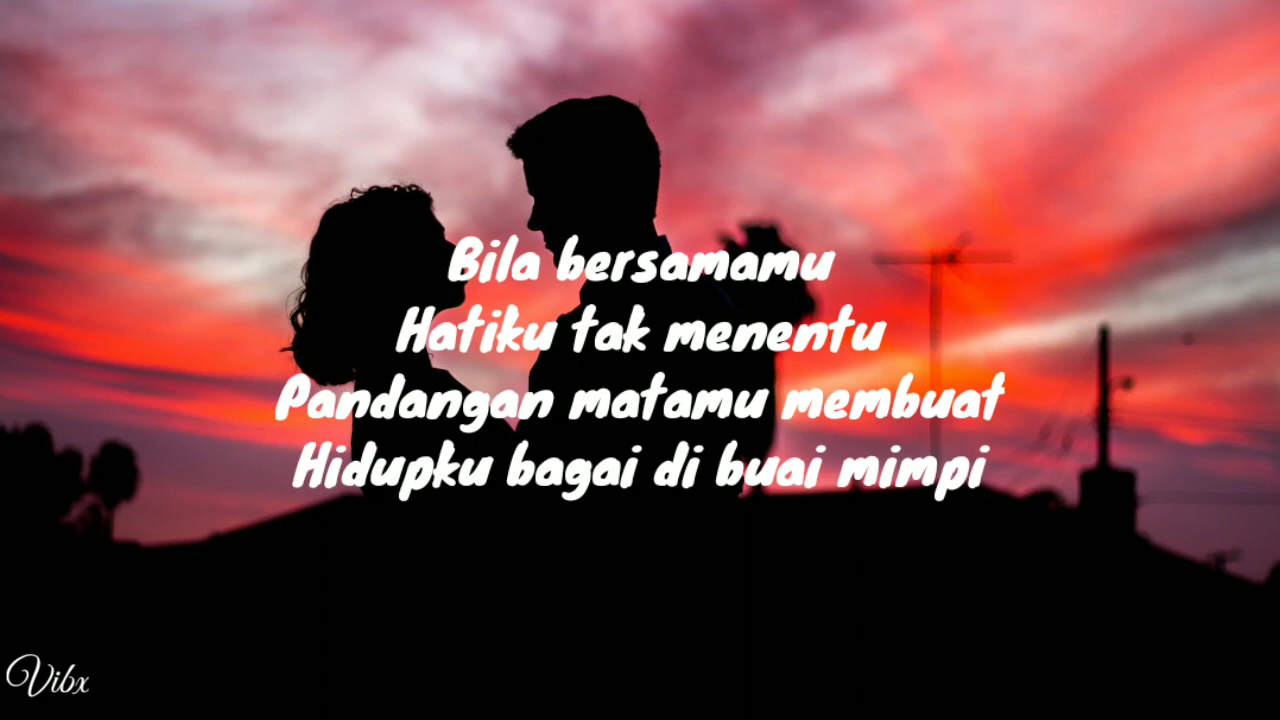 Bila bersamamu
Hatiku tak menentu
Pandangan matamu membuat
Hidupku bagai di buai mimpi
Vibx